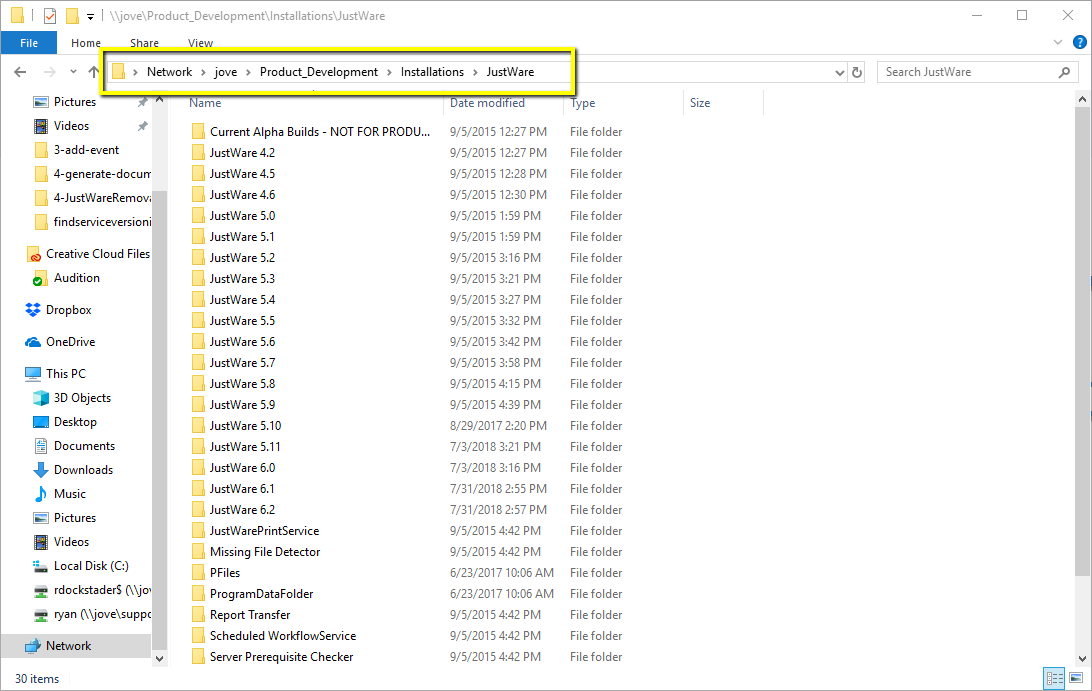 \\jove\Product_Development\Installations\JustWare
File Home Share View
Network jove Product_Development Installations JustWare
Search JustWare
Pictures
Videos
3-add-event
4-generate-docum
4-JustWareRemova
findserviceversioni
Creative Cloud Files
Audition
Dropbox
OneDrive
This PC
3D Objects
Desktop
Documents
Downloads
Music
Pictures
Videos
Local Disk (C:)
rdockstader$ (\\jov
ryan (\\jove\suppo
Network
Name Date modified Type Size
Current Alpha Builds - NOT FOR PRODU... 9/5/2015 12:27 PM File folder
JustWare 4.2 9/5/2015 12:27 PM File folder
JustWare 4.5 9/5/2015 12:28 PM File folder
JustWare 4.6 9/5/2015 12:30 PM File folder
JustWare 5.0 9/5/2015 1:59 PM File folder
JustWare 5.1 9/5/2015 1:59 PM File folder
JustWare 5.2 9/5/2015 3:16 PM File folder
JustWare 5.3 9/5/2015 3:21 PM File folder
JustWare 5.4 9/5/2015 3:27 PM File folder
JustWare 5.5 9/5/2015 3:32 PM File folder
JustWare 5.6 9/5/2015 3:42 PM File folder
JustWare 5.7 9/5/2015 3:58 PM File folder
JustWare 5.8 9/5/2015 4:15 PM File folder
JustWare 5.9 9/5/2015 4:39 PM File folder
JustWare 5.10 8/29/2017 2:20 PM File folder
JustWare 5.11 7/3/2018 3:21 PM File folder
JustWare 6.0 7/3/2018 3:16 PM File folder
JustWare 6.1 7/31/2018 2:55 PM File folder
JustWare 6.2 7/31/2018 2:57 PM File folder
JustWarePrintService 9/5/2015 4:42 PM File folder
Missing File Detector 9/5/2015 4:42 PM File folder
PFiles 6/23/2017 10:06 AM File folder
ProgramDataFolder 6/23/2017 10:06 AM File folder
Report Transfer 9/5/2015 4:42 PM File folder
Scheduled WorkflowService 9/5/2015 4:42 PM File folder
Server Prerequisite Checker 9/5/2015 4:42 PM File folder
30 items